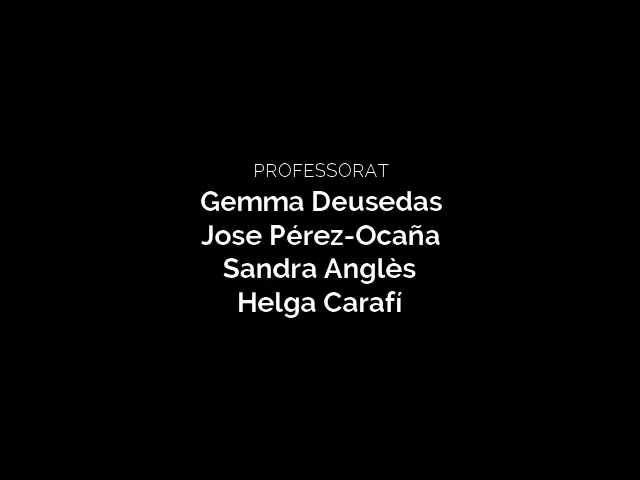 PROFESSORAT
Gemma Deusedas
Jose Pérez-Ocaña
Sandra Anglès
Helga Carafí